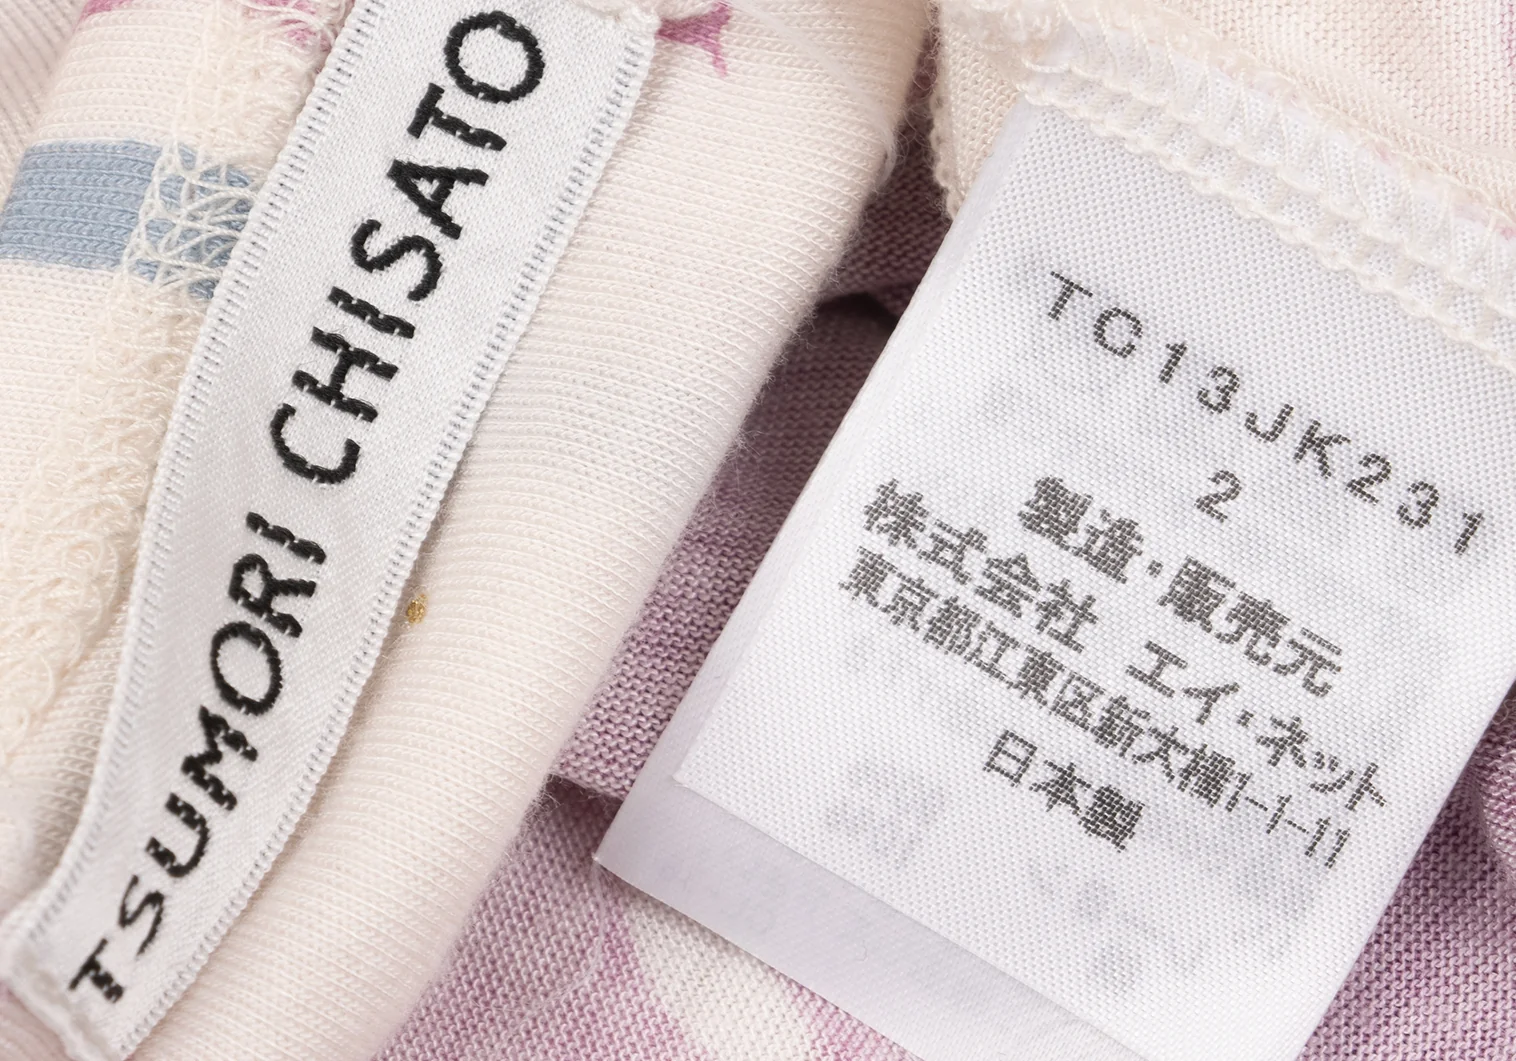 TSUMORI CHISATO
TC13JK231
2
製造・販売元
株式会社 エイ・ネット
東京都江東区新大橋1-1-11
日本製